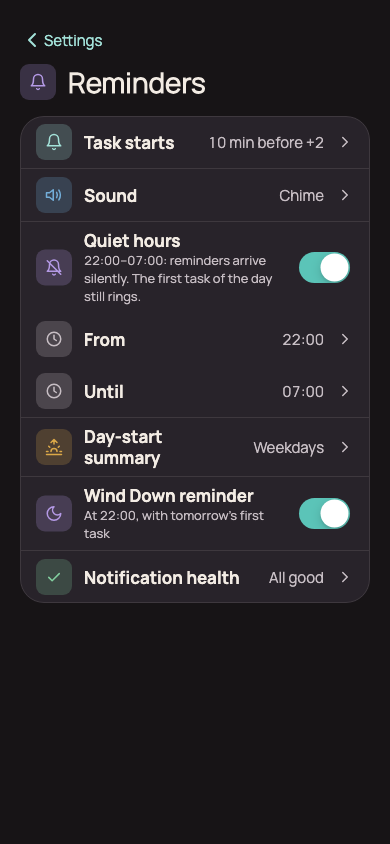 Settings
Reminders
Task starts 10 min before +2
Sound Chime
Quiet hours
22:00–07:00: reminders arrive
silently. The first task of the day
still rings.
From 22:00
Until 07:00
Day-start
summary Weekdays
Wind Down reminder
At 22:00, with tomorrow's first
task
Notification health All good